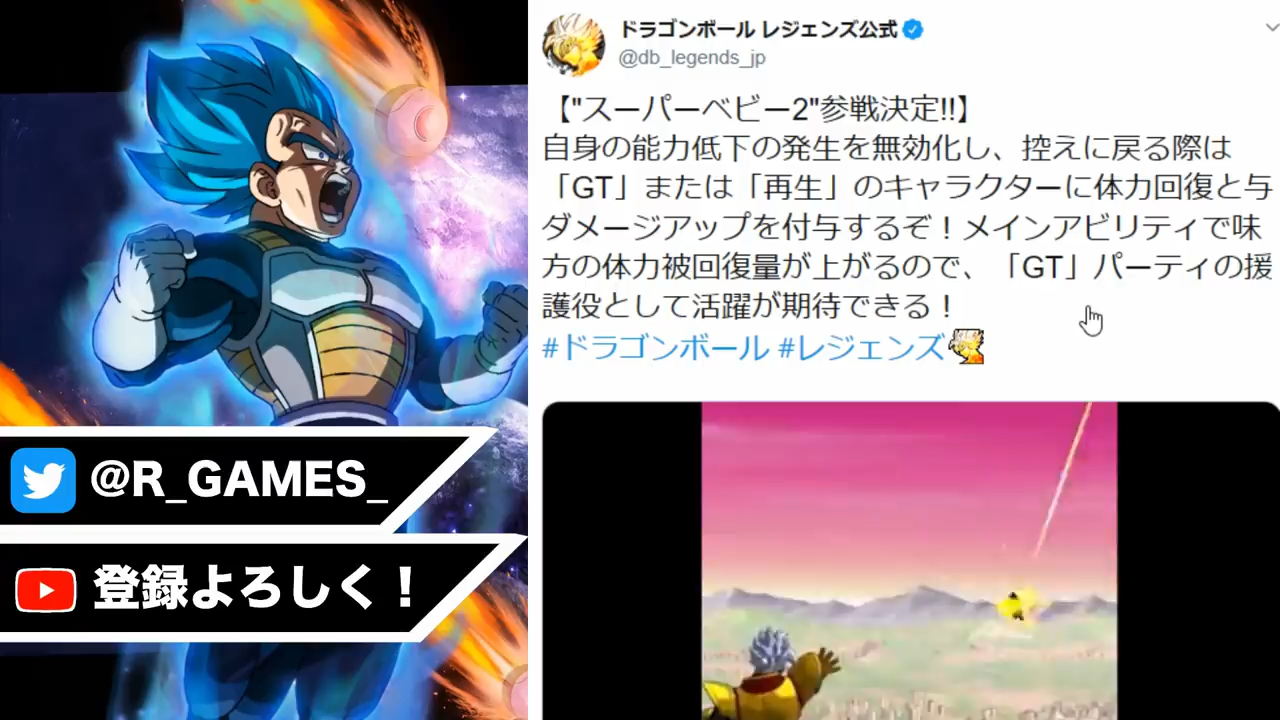 @R_GAMES_
登録よろしく！
ドラゴンボール レジェンズ公式
@db_legends_jp
【"スーパーベビー2"参戦決定!!】
自身の能力低下の発生を無効化し、控えに戻る際は
「GT」または「再生」のキャラクターに体力回復と与
ダメージアップを付与するぞ！メインアビリティで味
方の体力被回復量が上がるので、「GT」パーティの援
護役として活躍が期待できる！
#ドラゴンボール #レジェンズ